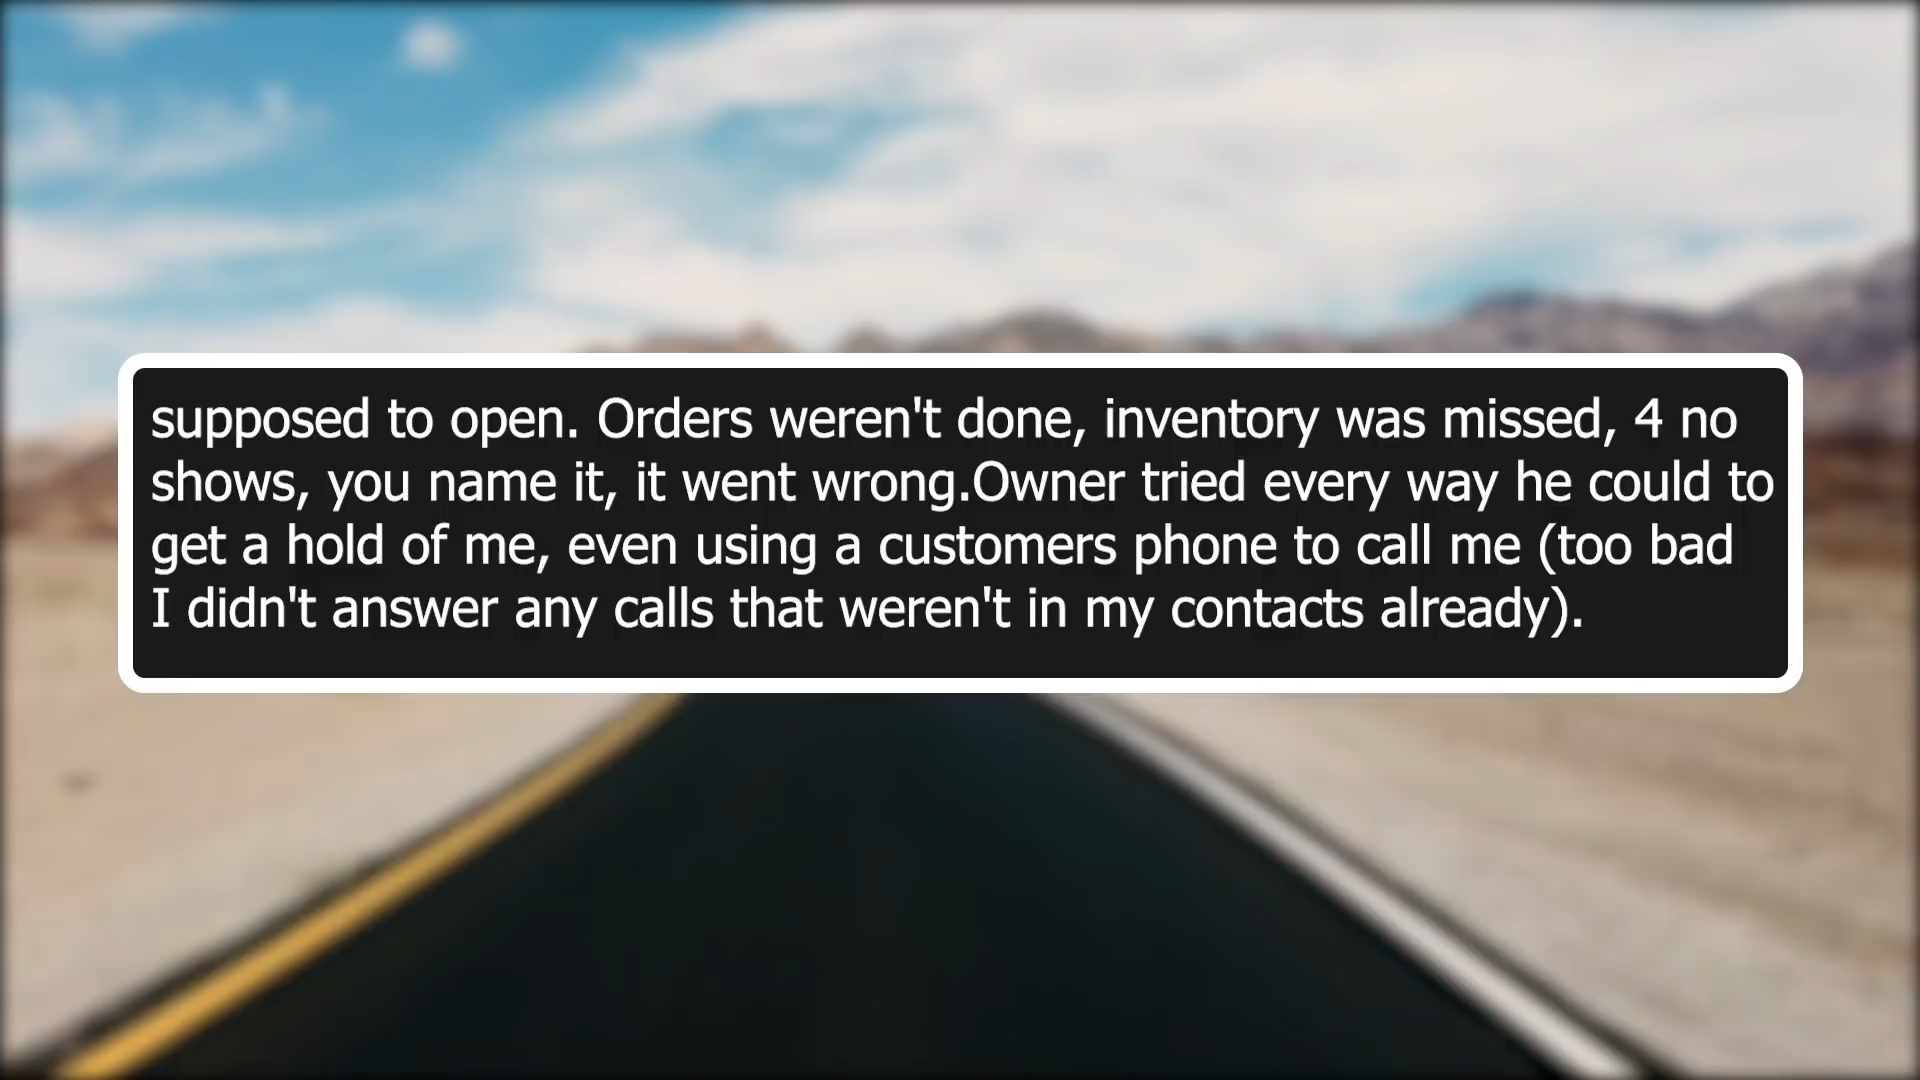 supposed to open. Orders weren't done, inventory was missed, 4 no
shows, you name it, it went wrong.Owner tried every way he could to
get a hold of me, even using a customers phone to call me (too bad
I didn't answer any calls that weren't in my contacts already).